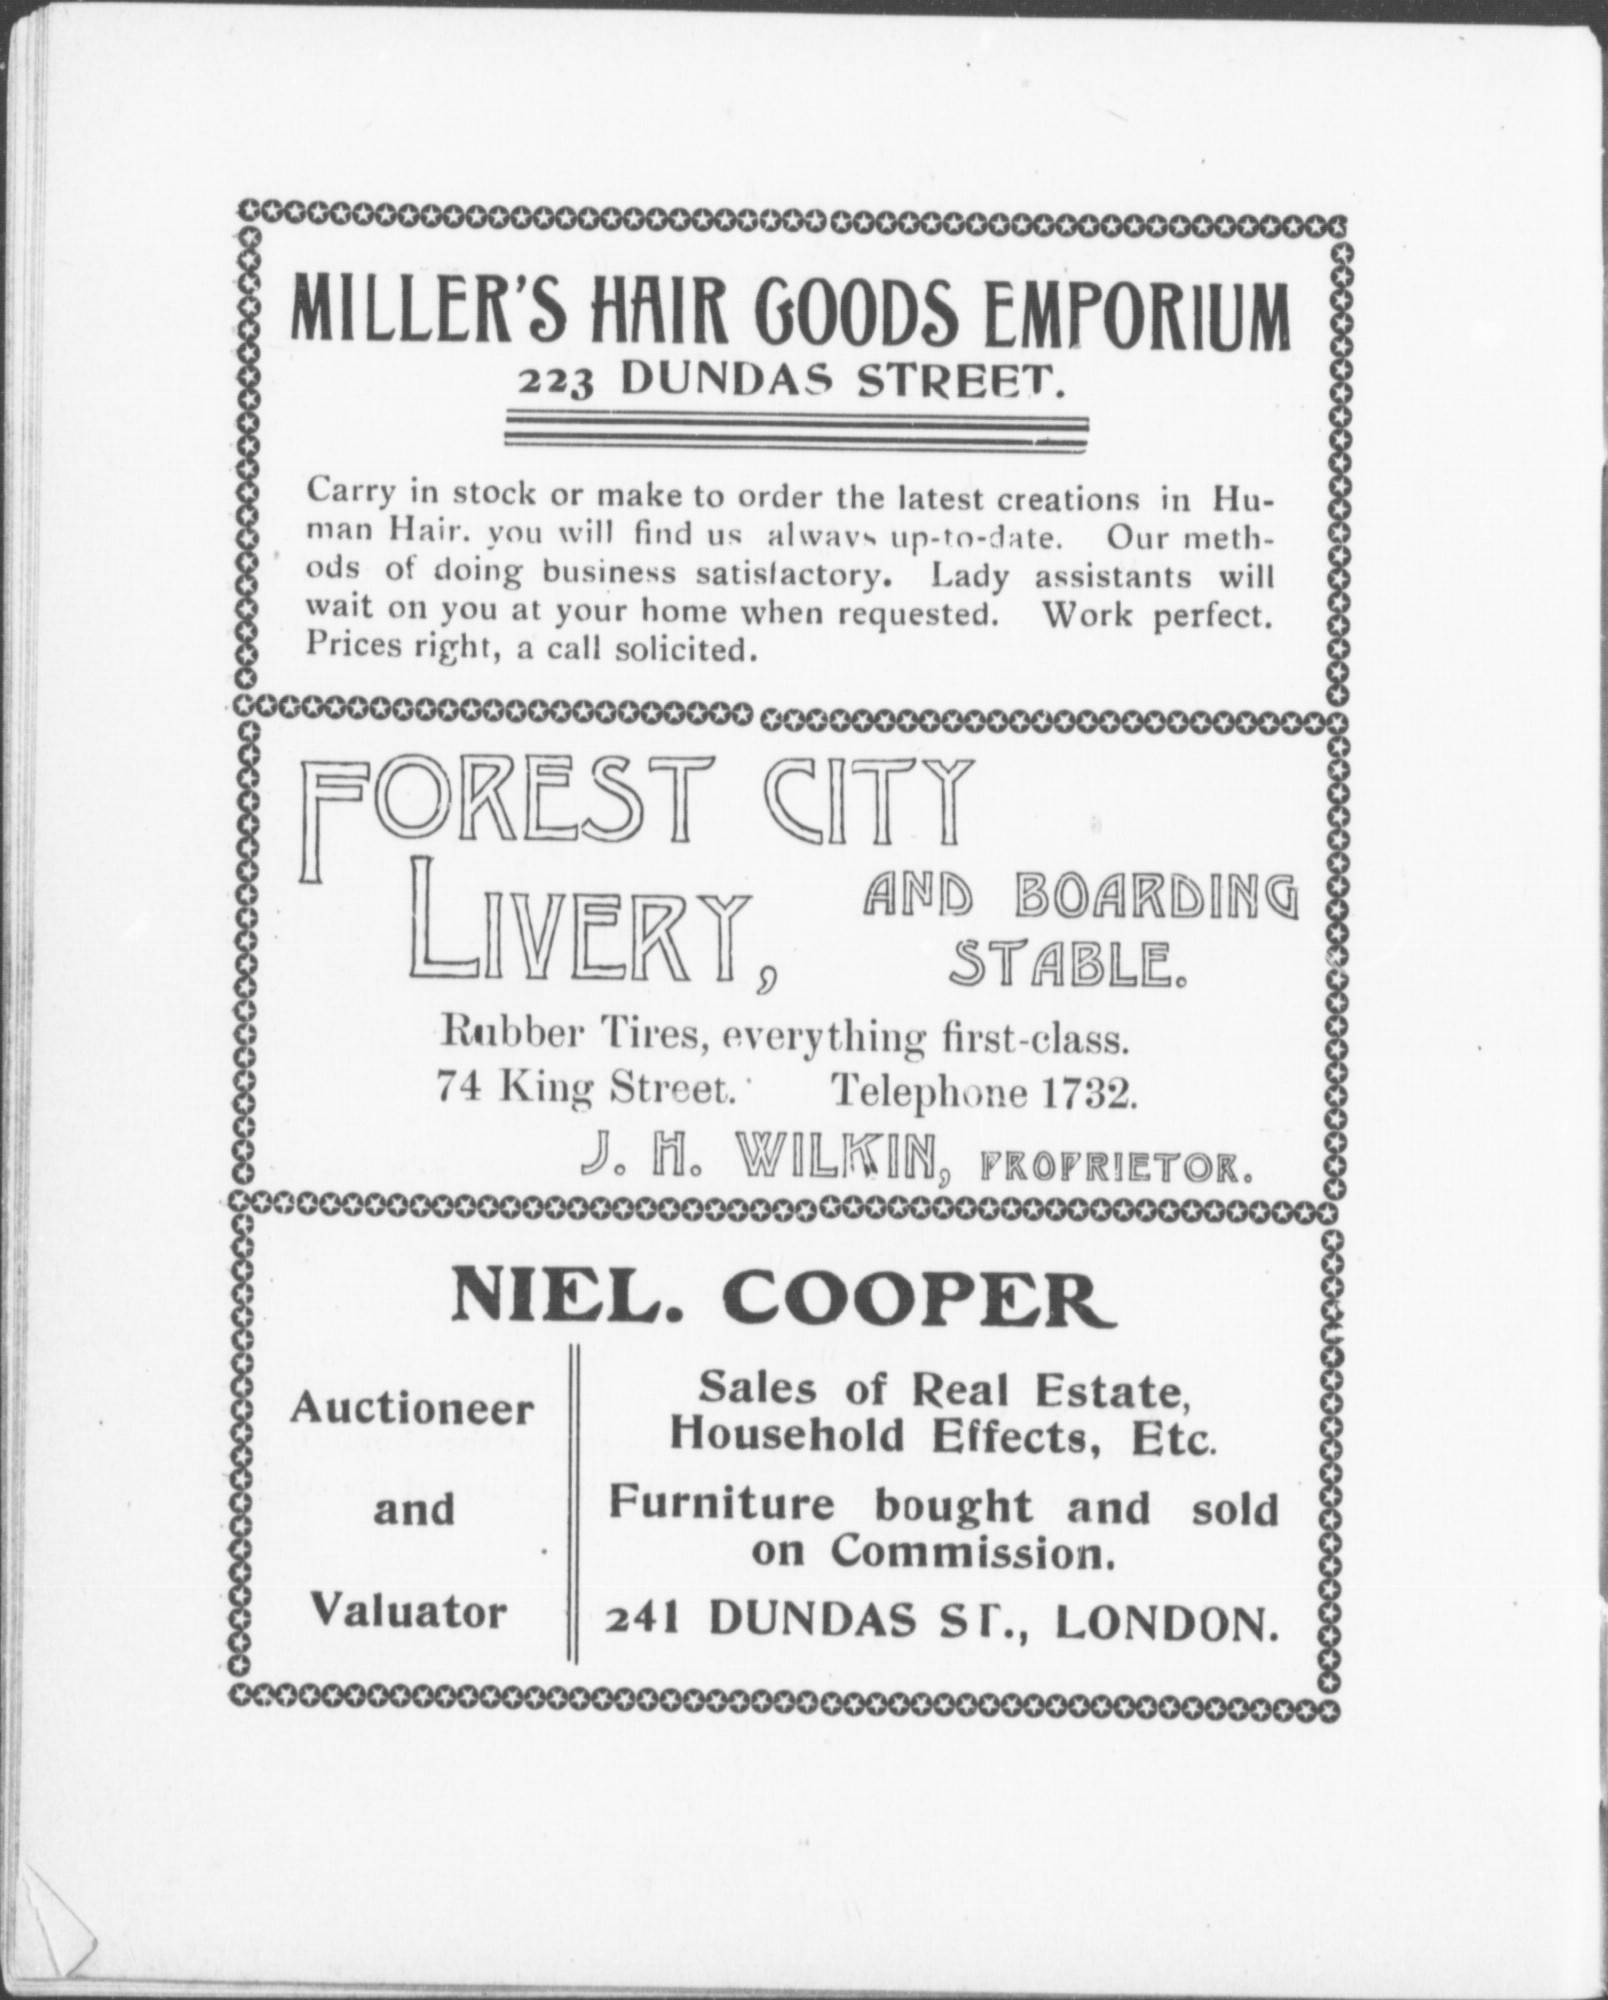 MILLER'S HAIR GOODS EMPORIUM
223 DUNDAS STREET.
Carry in stock or make to order the latest creations in Hu-
man Hair. you will find us always up-to-date. Our meth-
ods of doing business satisfactory. Lady assistants will
wait on you at your home when requested. Work perfect.
Prices right, a call solicited.
FOREST CITY
LIVERY, AND BOARDING
STABLE.
Rubber Tires, everything first-class.
74 King Street. Telephone 1732.
J. H. WILKIN, PROPRIETOR.
NIEL. COOPER
Auctioneer
and
Valuator
Sales of Real Estate,
Household Effects, Etc.
Furniture bought and sold
on Commission.
241 DUNDAS ST., LONDON.